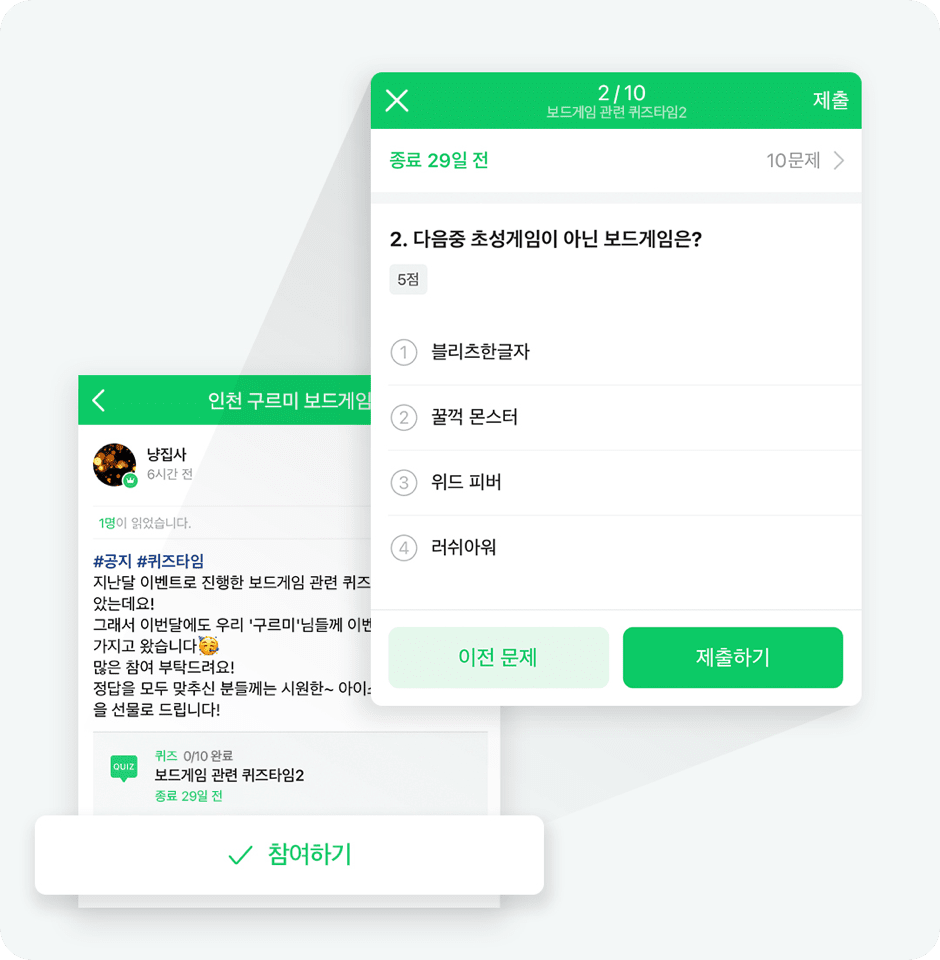 2/10
보드게임 관련 퀴즈타임2
제출
종료 29일 전
10문제
2. 다음중 초성게임이 아닌 보드게임은?
5점
1 블리츠한글자
2 꿀꺽 몬스터
3 위드 피버
4 러쉬아워
이전 문제
제출하기
인천 구르미 보드게임
냥집사
6시간 전
1명이 읽었습니다.
#공지 #퀴즈타임
지난달 이벤트로 진행한 보드게임 관련 퀴즈
았는데요!
그래서 이번달에도 우리 '구르미'님들께 이벤
가지고 왔습니다🥳
많은 참여 부탁드려요!
정답을 모두 맞추신 분들께는 시원한~ 아이
을 선물로 드립니다!
QUIZ
퀴즈 0/10 완료
보드게임 관련 퀴즈타임2
종료 29일 전
참여하기